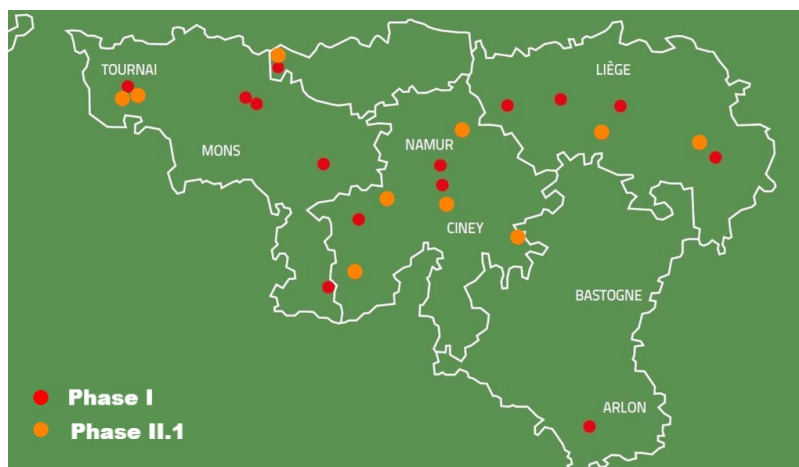 TOURNAI
LIÈGE
MONS
NAMUR
CINEY
BASTOGNE
ARLON
Phase I
Phase II.1